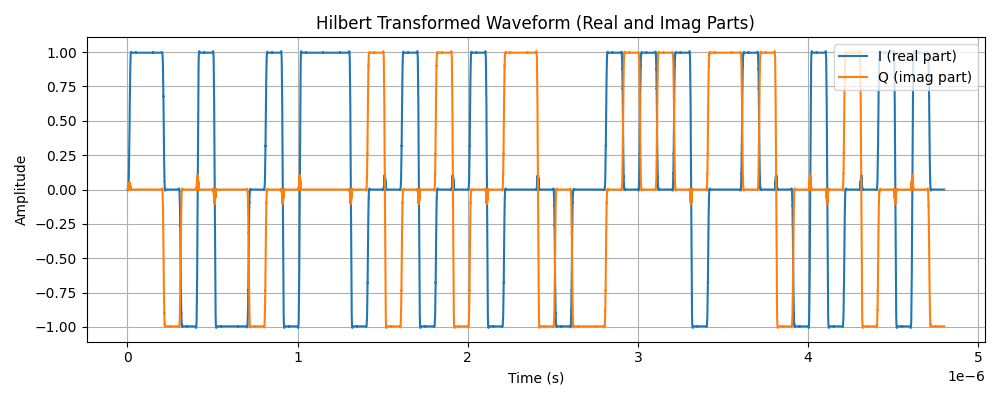 Hilbert Transformed Waveform (Real and Imag Parts)
I (real part)
Q (imag part)
Amplitude
1.00
0.75
0.50
0.25
0.00
−0.25
−0.50
−0.75
−1.00
0 1 2 3 4 5
1e−6
Time (s)